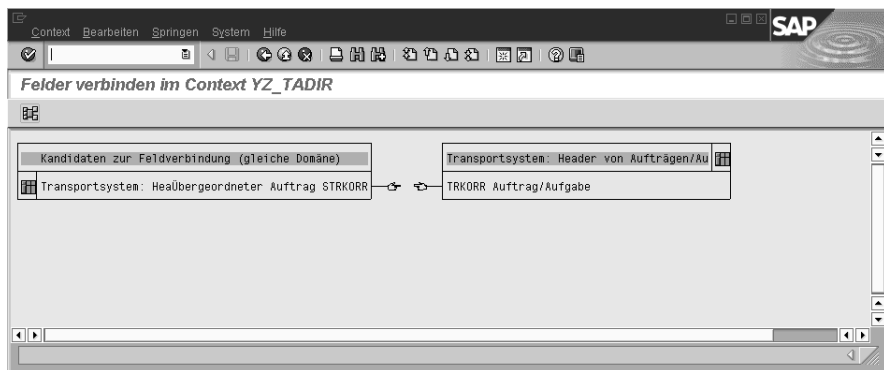 Context Bearbeiten Springen System Hilfe
SAP
Felder verbinden im Context YZ_TADIR
Kandidaten zur Feldverbindung (gleiche Domäne)
Transportsystem: Header von Aufträgen/Au
Transportsystem: HeaÜbergeordneter Auftrag STRKORR
TRKORR Auftrag/Aufgabe